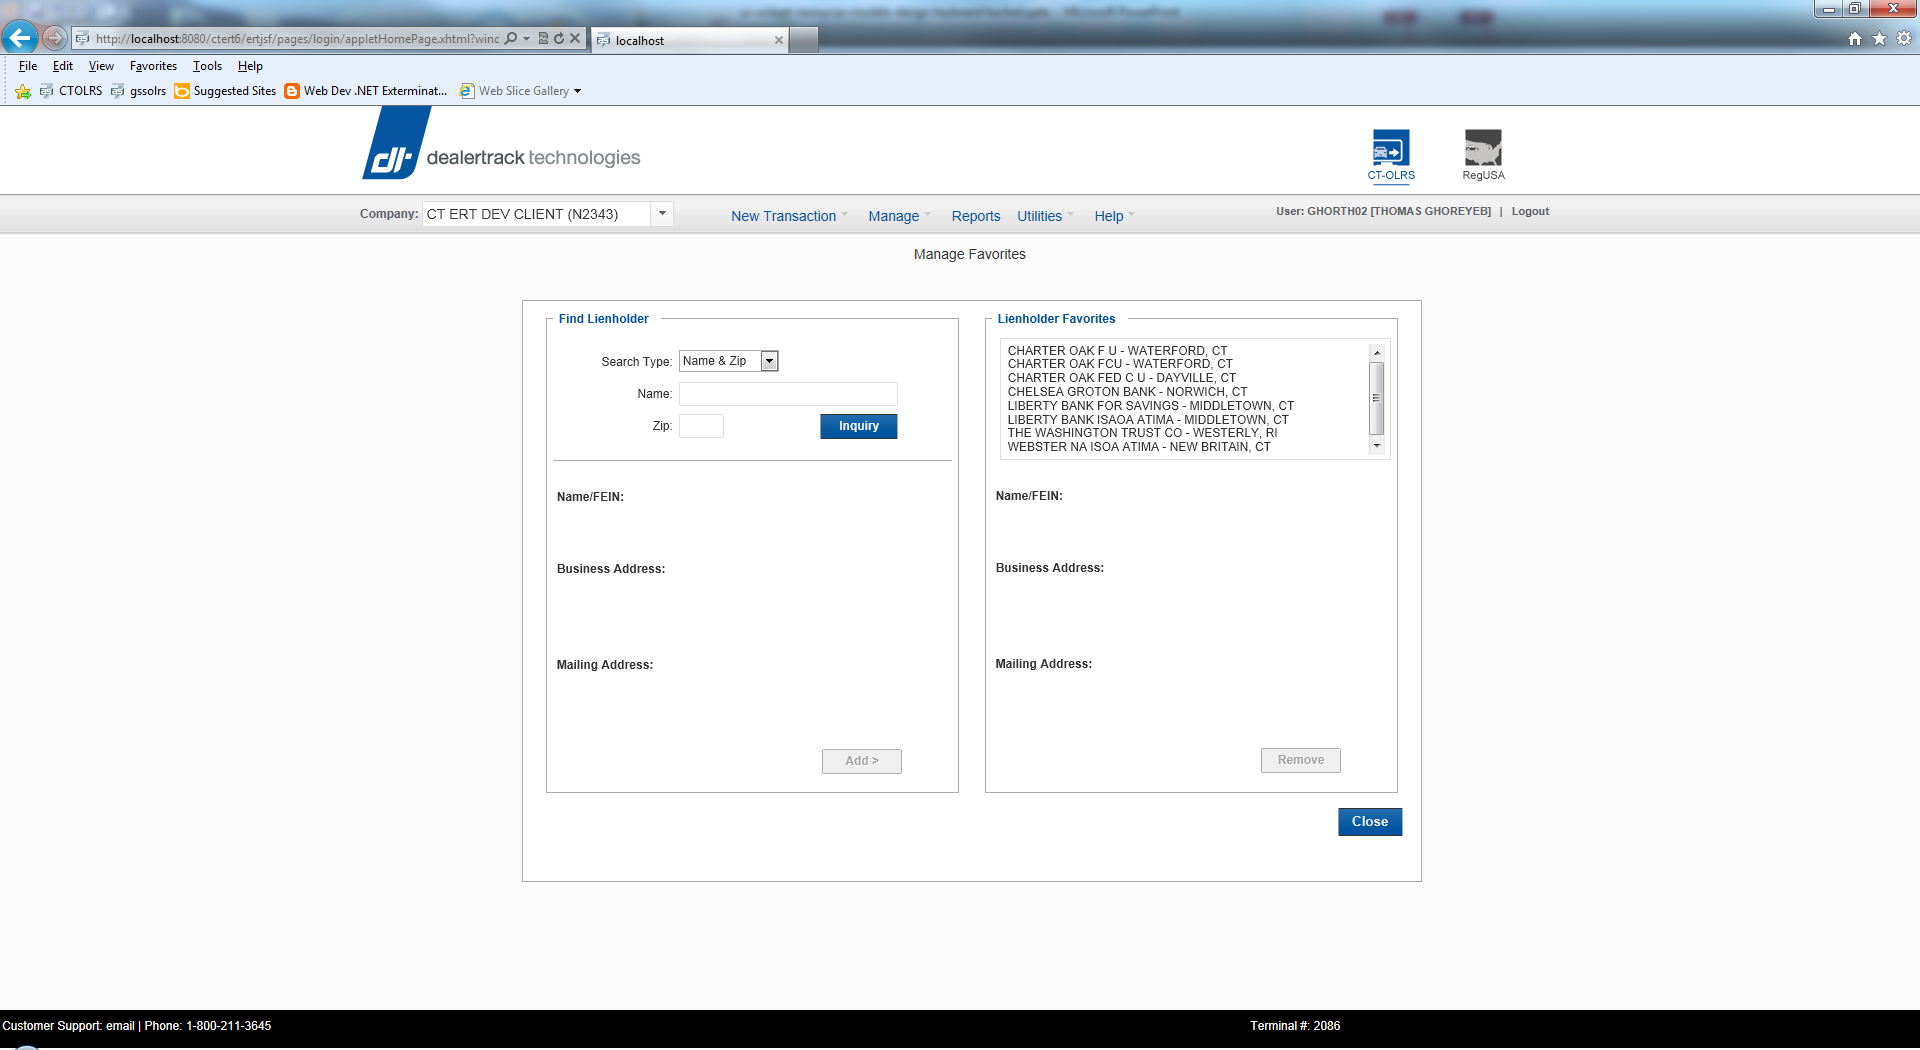 http://localhost:8080/ctert6/ertjsf/pages/login/appletHomePage.xhtml?winc
localhost
File Edit View Favorites Tools Help
CTOLRS gssolrs Suggested Sites Web Dev .NET Exterminat... Web Slice Gallery
dealertrack technologies
CT-OLRS
RegUSA
Company: CT ERT DEV CLIENT (N2343)
New Transaction Manage Reports Utilities Help
User: GHORTH02 [THOMAS GHOREYEB] | Logout
Manage Favorites
Find Lienholder
Search Type: Name & Zip
Name:
Zip:
Inquiry
Name/FEIN:
Business Address:
Mailing Address:
Add >
Lienholder Favorites
CHARTER OAK F U - WATERFORD, CT
CHARTER OAK FCU - WATERFORD, CT
CHARTER OAK FED C U - DAYVILLE, CT
CHELSEA GROTON BANK - NORWICH, CT
LIBERTY BANK FOR SAVINGS - MIDDLETOWN, CT
LIBERTY BANK ISAOA ATIMA - MIDDLETOWN, CT
THE WASHINGTON TRUST CO - WESTERLY, RI
WEBSTER NA ISOA ATIMA - NEW BRITAIN, CT
Name/FEIN:
Business Address:
Mailing Address:
Remove
Close
Customer Support: email | Phone: 1-800-211-3645
Terminal #: 2086